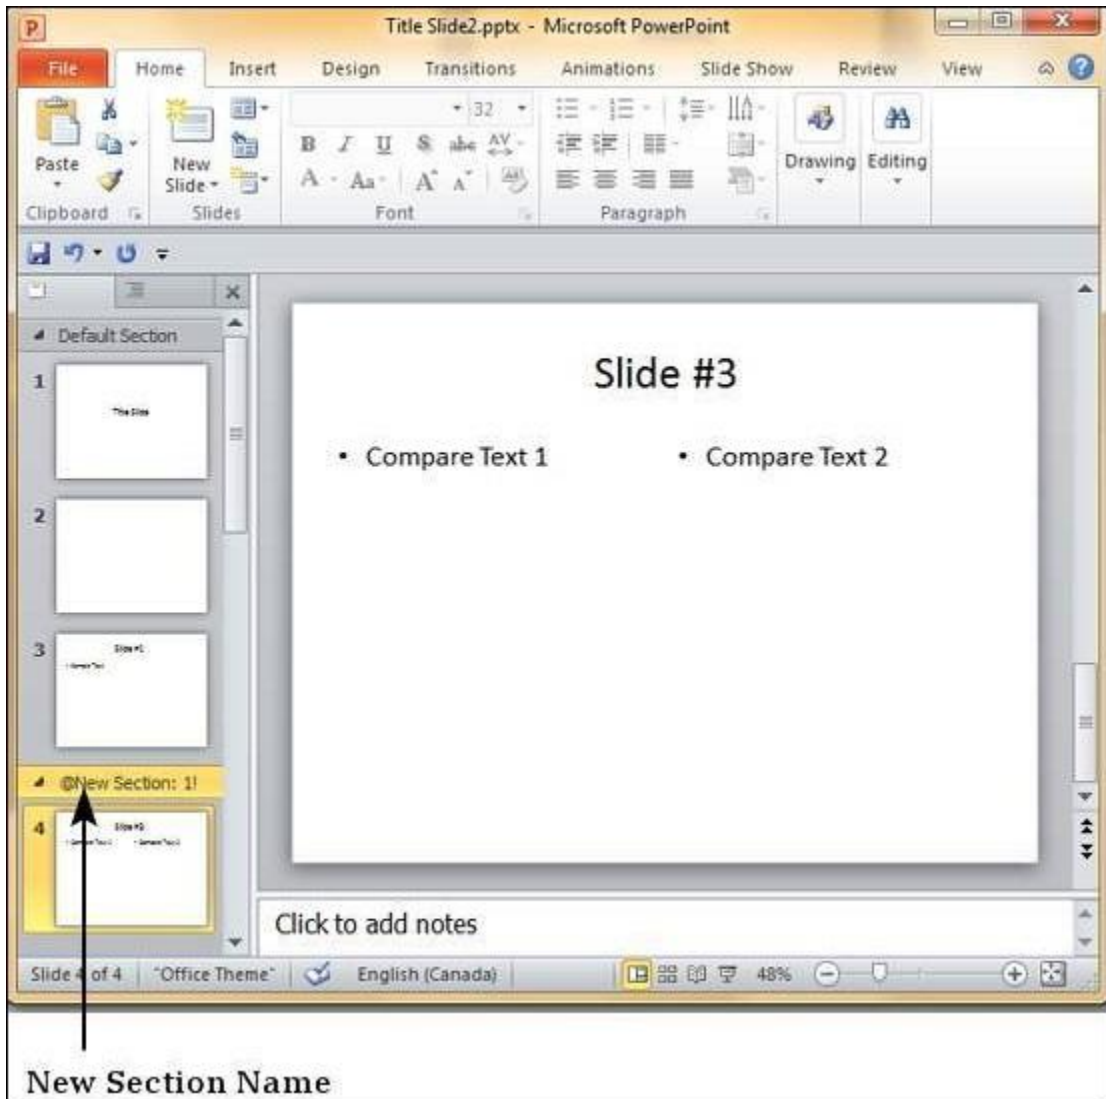 Title Slide2.pptx - Microsoft PowerPoint
File Home Insert Design Transitions Animations Slide Show Review View
32
B I U S abc AV
Paste New Slide Drawing Editing
A Aa A A
Clipboard Slides Font Paragraph
Default Section
1
Title Slide
2
3
@New Section: 1!
4
Slide #3
• Compare Text 1
• Compare Text 2
Click to add notes
Slide 4 of 4 "Office Theme" English (Canada) 48%
New Section Name